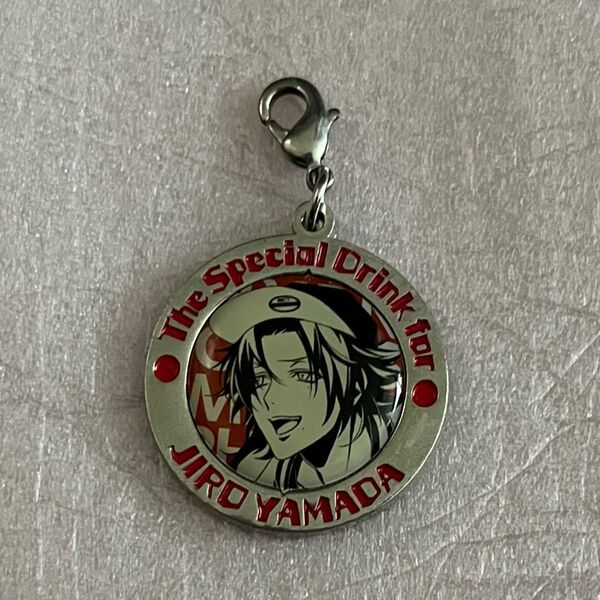 The Special Drink for
JIRO YAMADA